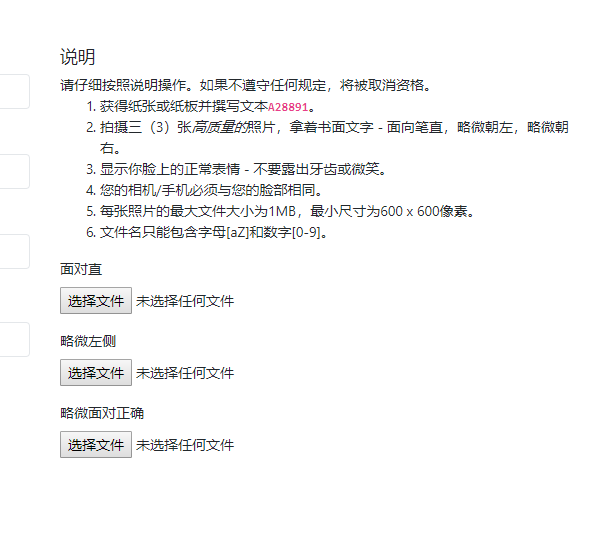 说明
请仔细按照说明操作。如果不遵守任何规定，将被取消资格。
1. 获得纸张或纸板并撰写文本A28891。
2. 拍摄三（3）张高质量的照片，拿着书面文字 - 面向笔直，略微朝左，略微朝
右。
3. 显示你脸上的正常表情 - 不要露出牙齿或微笑。
4. 您的相机/手机必须与您的脸部相同。
5. 每张照片的最大文件大小为1MB，最小尺寸为600 x 600像素。
6. 文件名只能包含字母[aZ]和数字[0-9]。
面对直
选择文件 未选择任何文件
略微左侧
选择文件 未选择任何文件
略微面对正确
选择文件 未选择任何文件